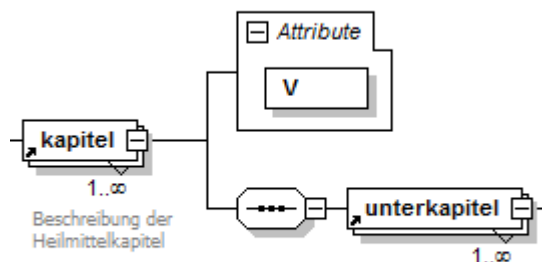 Attribute
V
kapitel
1..∞
Beschreibung der
Heilmittelkapitel
unterkapitel
1..∞